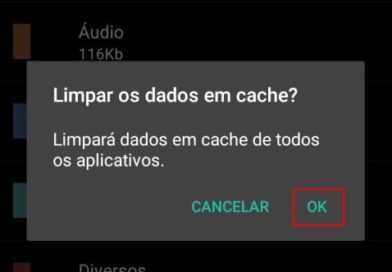 Áudio
116Kb
Limpar os dados em cache?
Limpará dados em cache de todos
os aplicativos.
CANCELAR
OK
Diversos